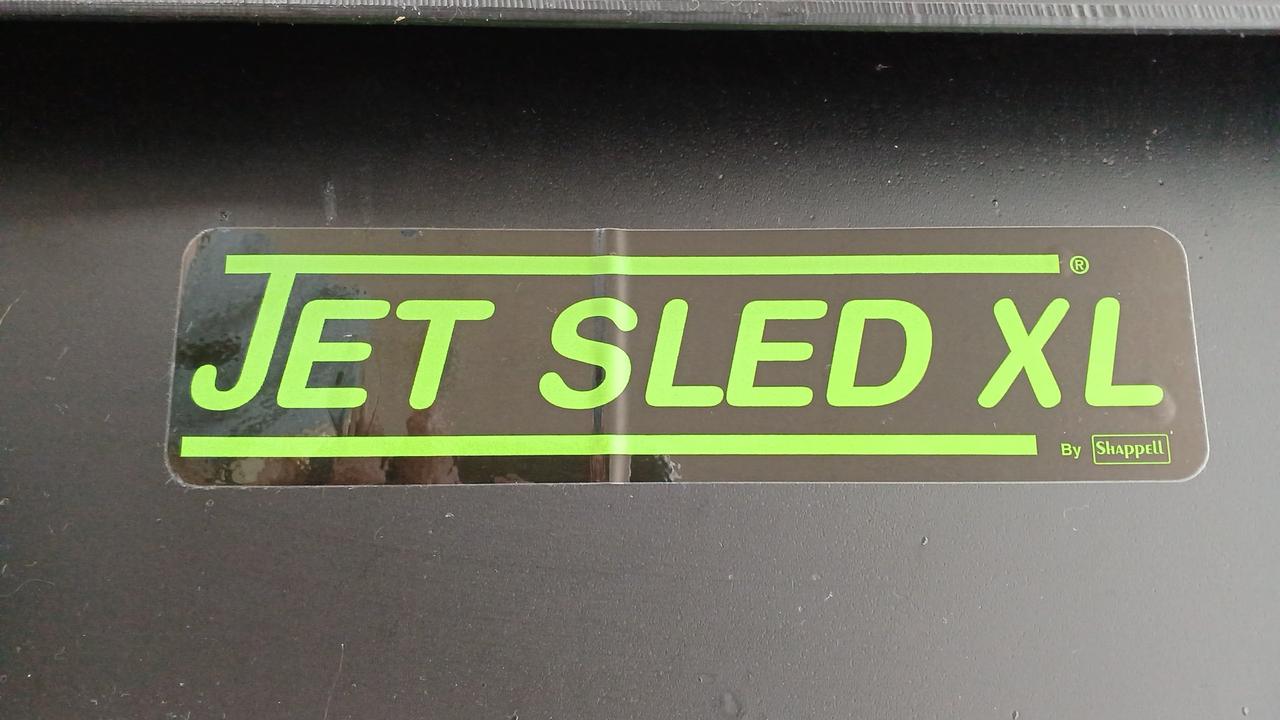 JET SLED XL ®
By Shappell